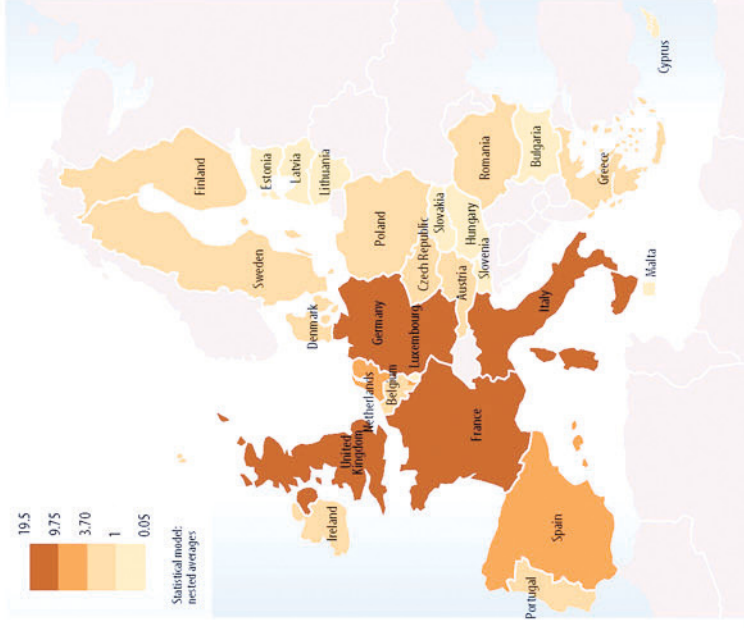 19.5
9.75
3.70
1
0.05
Statistical model:
nested averages
Finland
Sweden
Estonia
Latvia
Lithuania
Denmark
Ireland
United
Kingdom
Netherlands
Belgium
Luxembourg
Germany
Poland
Czech Republic
Slovakia
Austria
Hungary
Slovenia
Romania
Bulgaria
France
Italy
Spain
Portugal
Greece
Malta
Cyprus